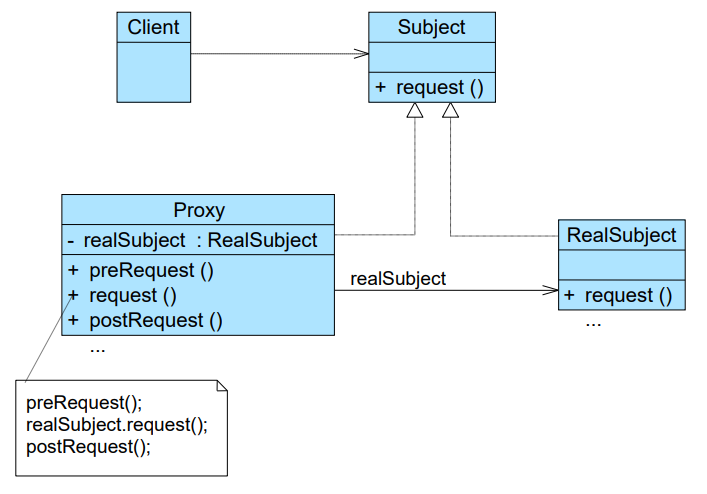 Client
Subject
+ request ()
Proxy
- realSubject : RealSubject
+ preRequest ()
+ request ()
+ postRequest ()
...
realSubject
RealSubject
+ request ()
...
preRequest();
realSubject.request();
postRequest();